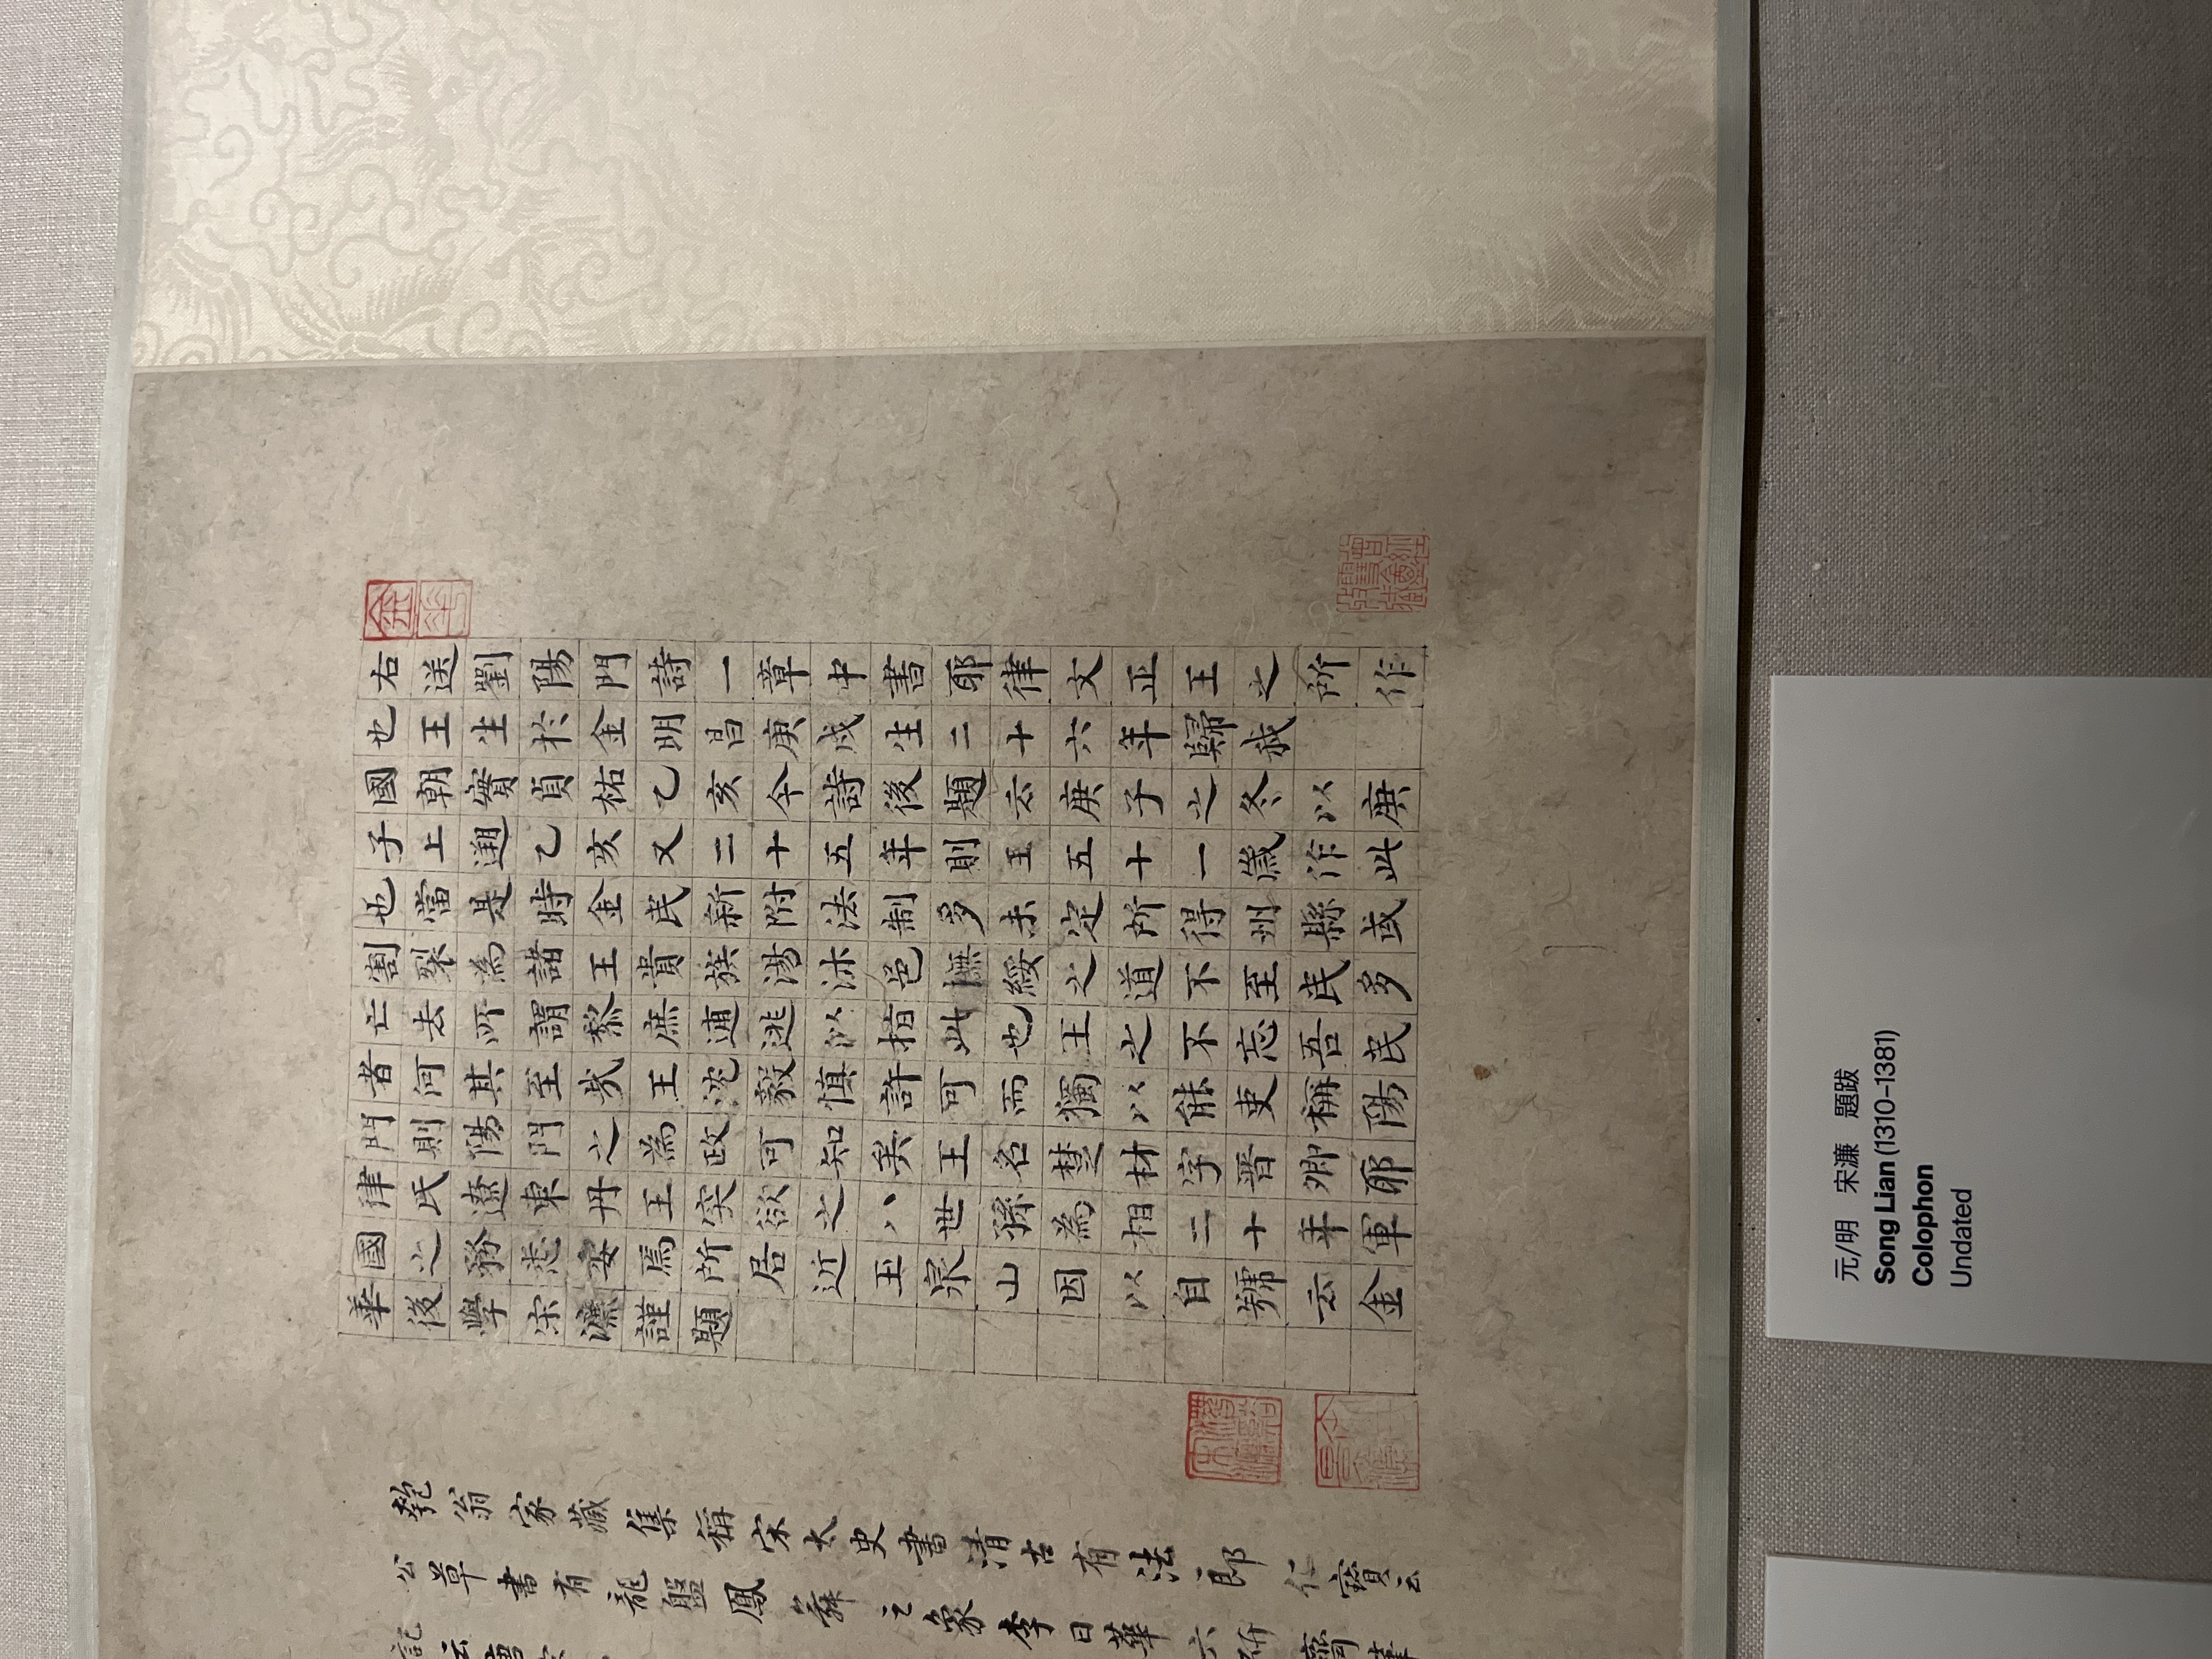 右送劉陽門詩一章中書耶律文正王之所作
也王生於金明昌庚戌生二十六年歸我
國朝實貞祐乙亥今詩後題云庚子之冬以庚
子上遡乙亥又二十五年則王五十一歲作此
也當是時金民新附法制多未定所得州縣或
割裂為諸王貴族湯沐邑撫綏之道不至民多
亡去所謂黎庶逋逃以指此也王之不忘吾民
者何其至哉王沈毅慎許可而獨以能吏稱陽
門則陽門之為政可知矣王名楚材字晋卿耶
律氏遼東丹王突欲之八世孫為相二十年軍
國之務悉安焉所居近玉泉山因以自號云金
華後學宋濂謹題
金華
匏翁家藏集稱宋太史書清古有法郎仁寶云
公草書有龍盤鳳舞之象李日華六研齋筆
記云唐宋
元/明　宋濂　題跋
Song Lian (1310–1381)
Colophon
Undated